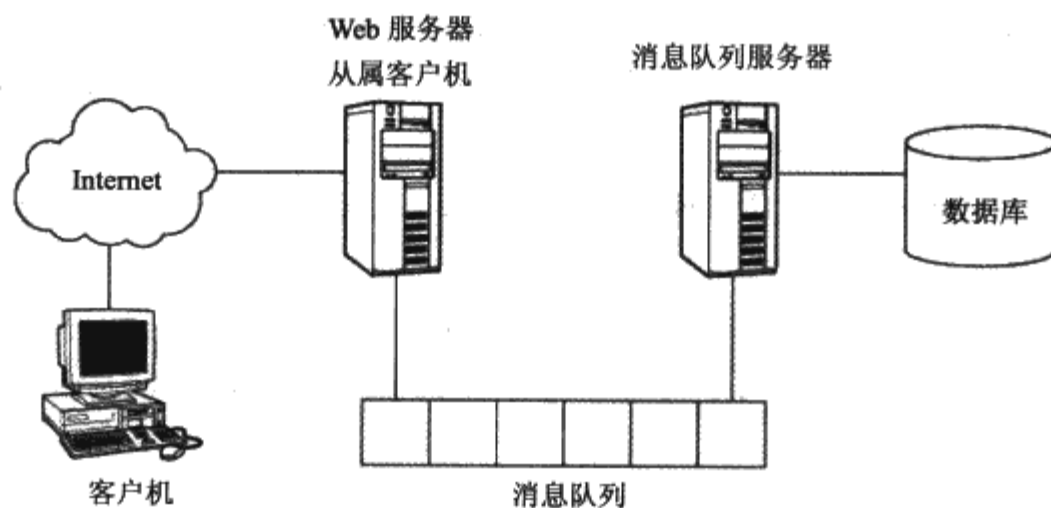 Web 服务器
从属客户机
消息队列服务器
Internet
数据库
客户机
消息队列